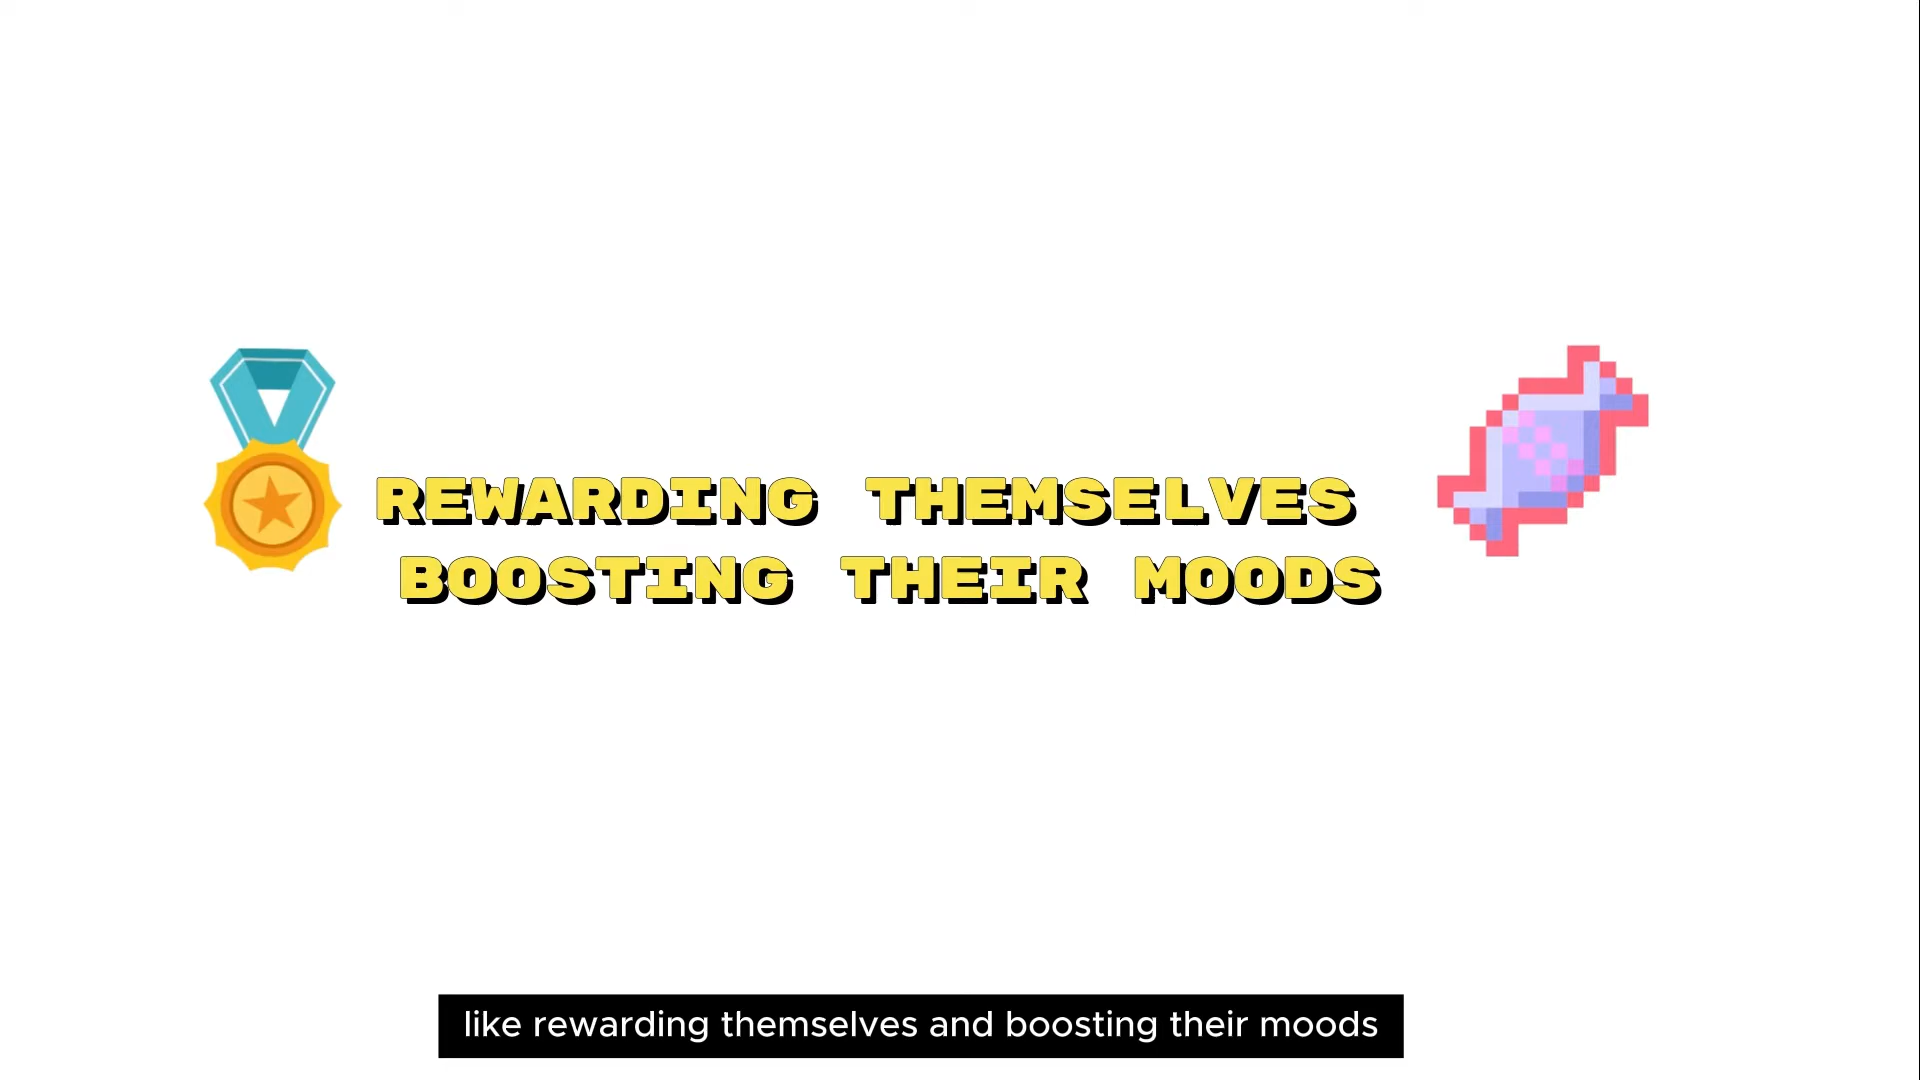 REWARDING THEMSELVES
BOOSTING THEIR MOODS
like rewarding themselves and boosting their moods